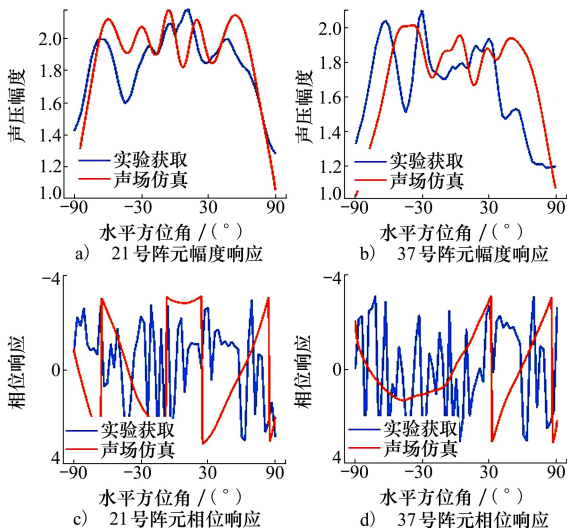 2.0
1.8
1.6
1.4
1.2
1.0
声压幅度
实验获取
声场仿真
−90
−30
30
90
水平方位角 /(°)
a) 21号阵元幅度响应
2.0
1.8
1.6
1.4
1.2
1.0
声压幅度
实验获取
声场仿真
−90
−30
30
90
水平方位角 /(°)
b) 37号阵元幅度响应
−4
0
4
相位响应
实验获取
声场仿真
−90
−30
30
90
水平方位角 /(°)
c) 21号阵元相位响应
−4
0
4
相位响应
实验获取
声场仿真
−90
−30
30
90
水平方位角 /(°)
d) 37号阵元相位响应